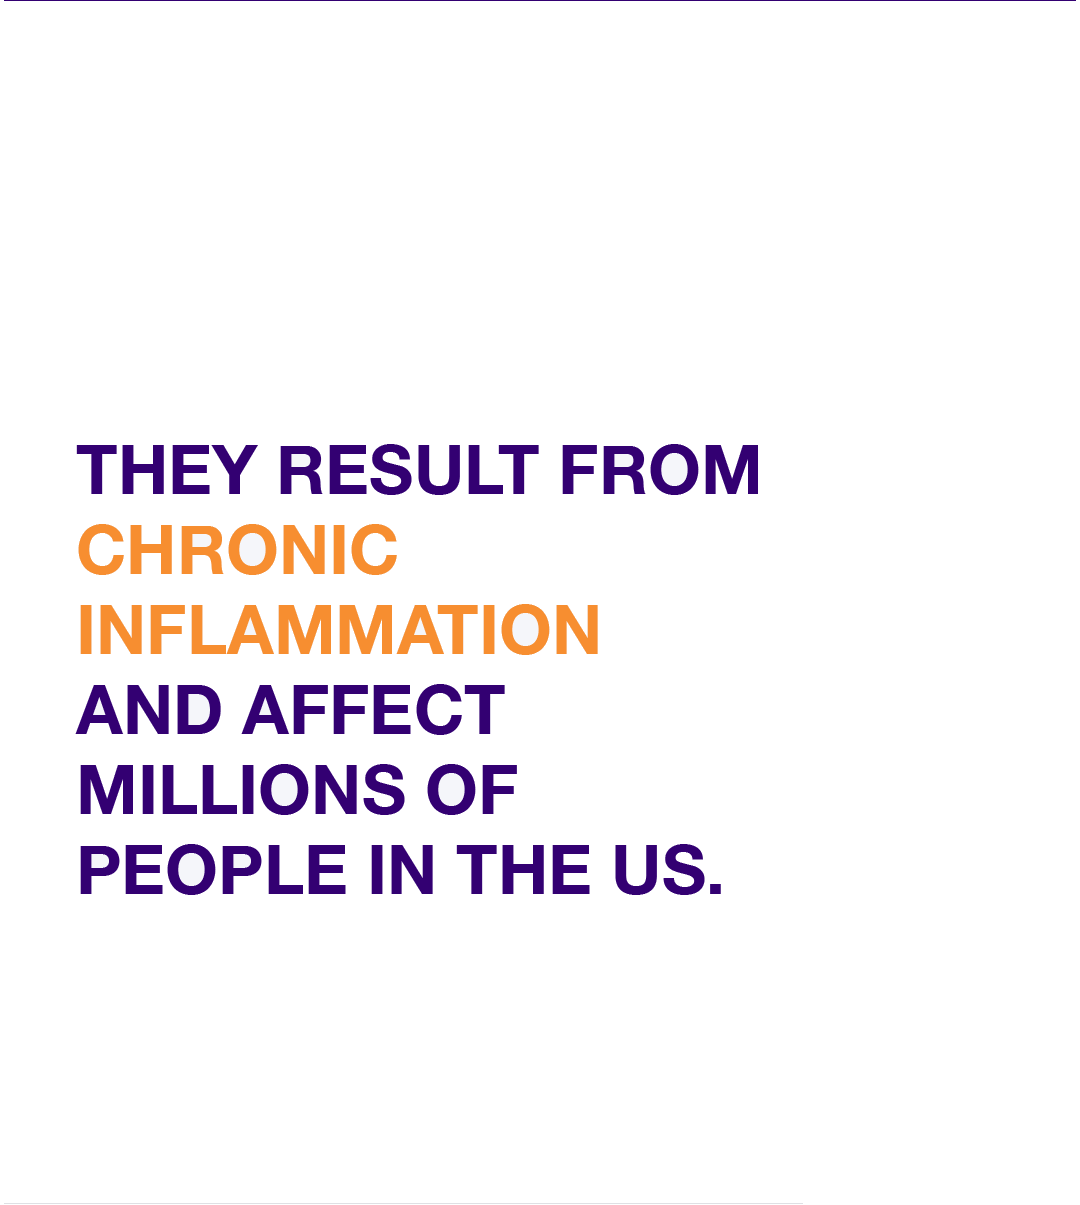 THEY RESULT FROM
CHRONIC
INFLAMMATION
AND AFFECT
MILLIONS OF
PEOPLE IN THE US.